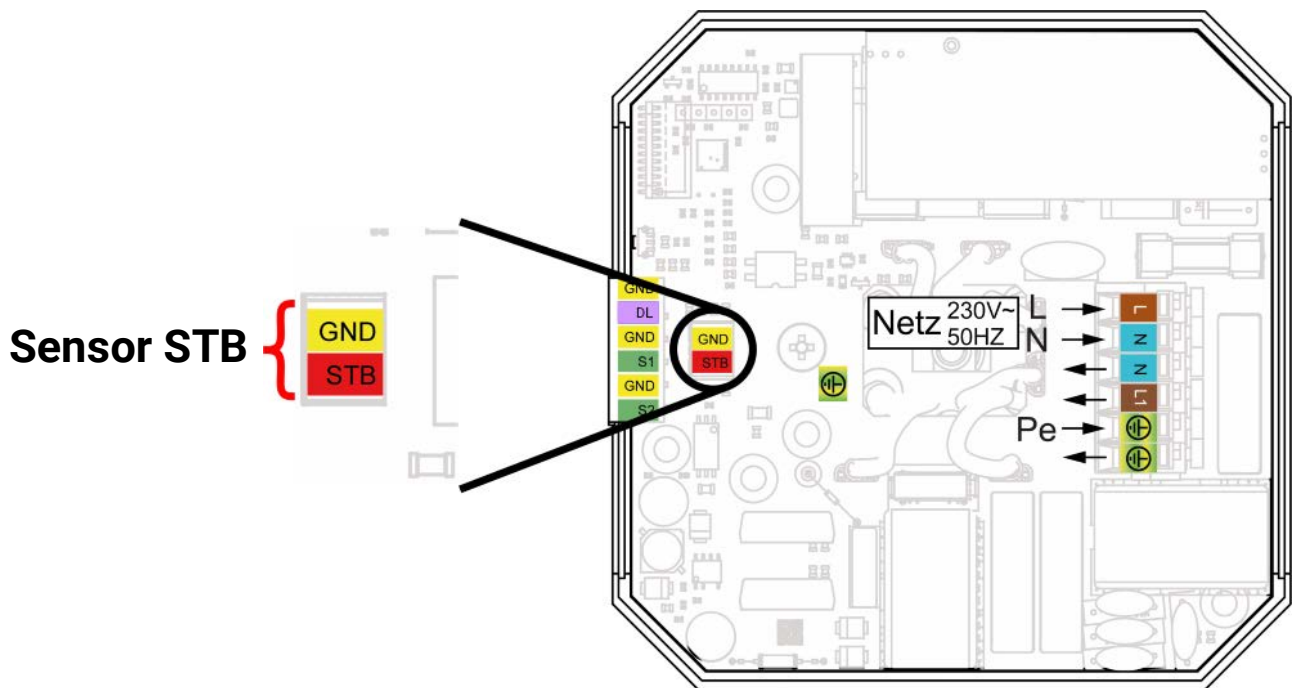 Sensor STB
GND
STB
GND
DL
GND
S1
GND
S2
GND
STB
Netz 230V~
50HZ
L
N
Pe
L
N
N
L1